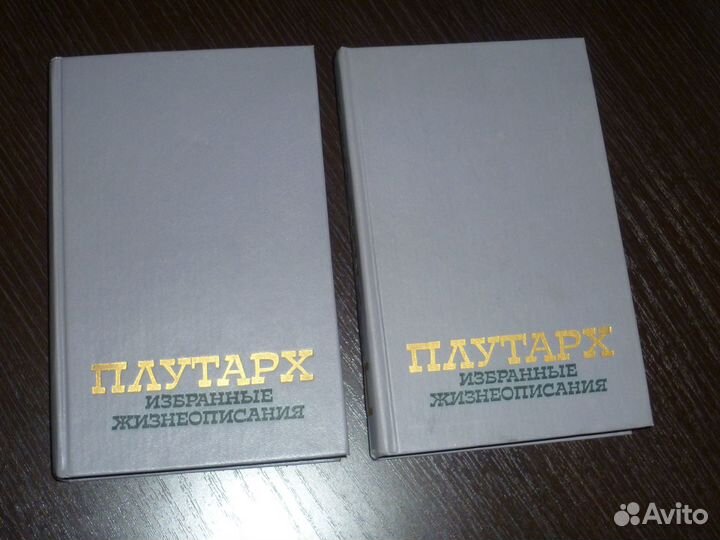 ПЛУТАРХ
ИЗБРАННЫЕ
ЖИЗНЕОПИСАНИЯ
ПЛУТАРХ
ИЗБРАННЫЕ
ЖИЗНЕОПИСАНИЯ
Avito